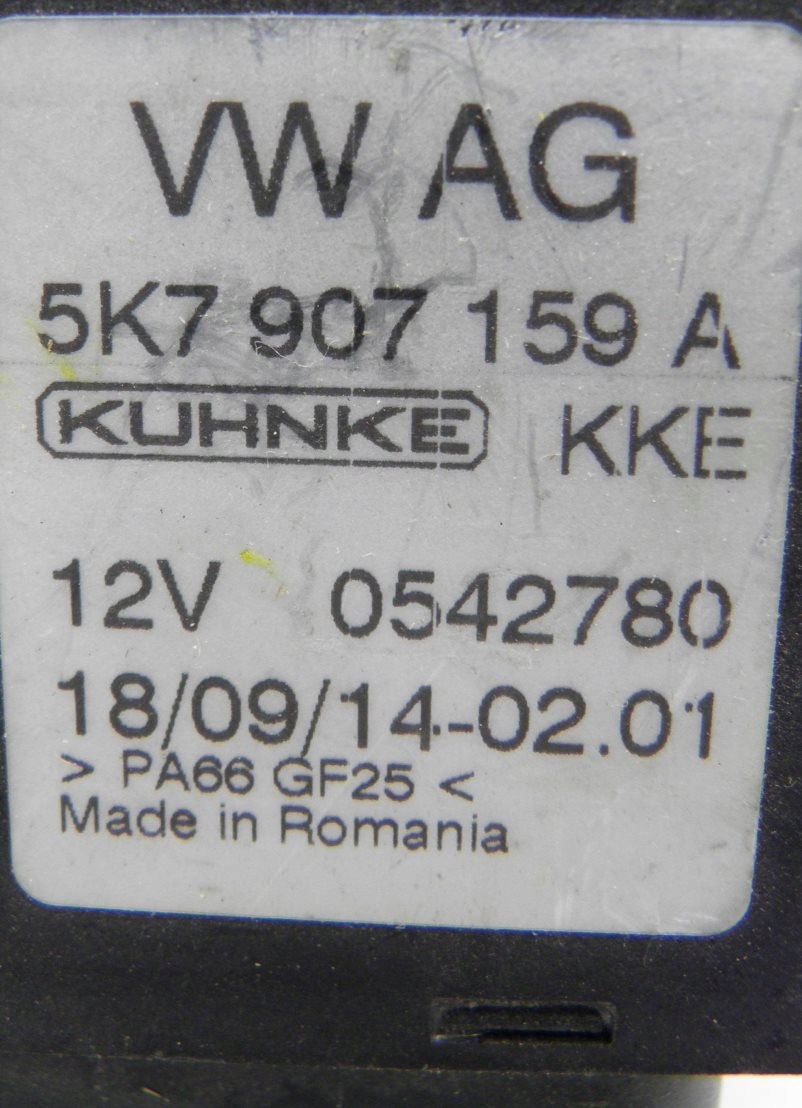 VW AG
5K7 907 159 A
KUHNKE KKE
12V 0542780
18/09/14-02.01
> PA66 GF25 <
Made in Romania